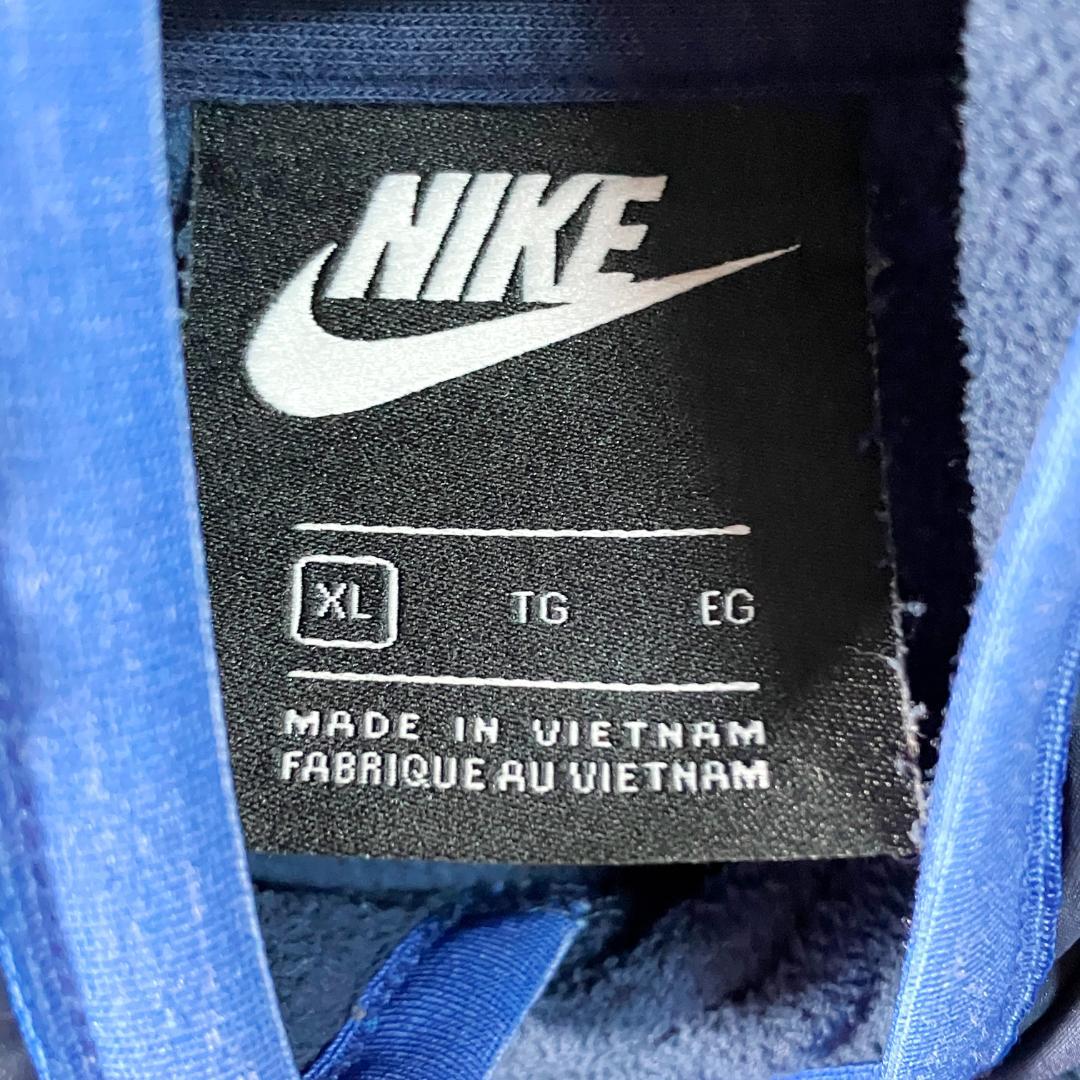 NIKE
XL TG EG
MADE IN VIETNAM
FABRIQUE AU VIETNAM